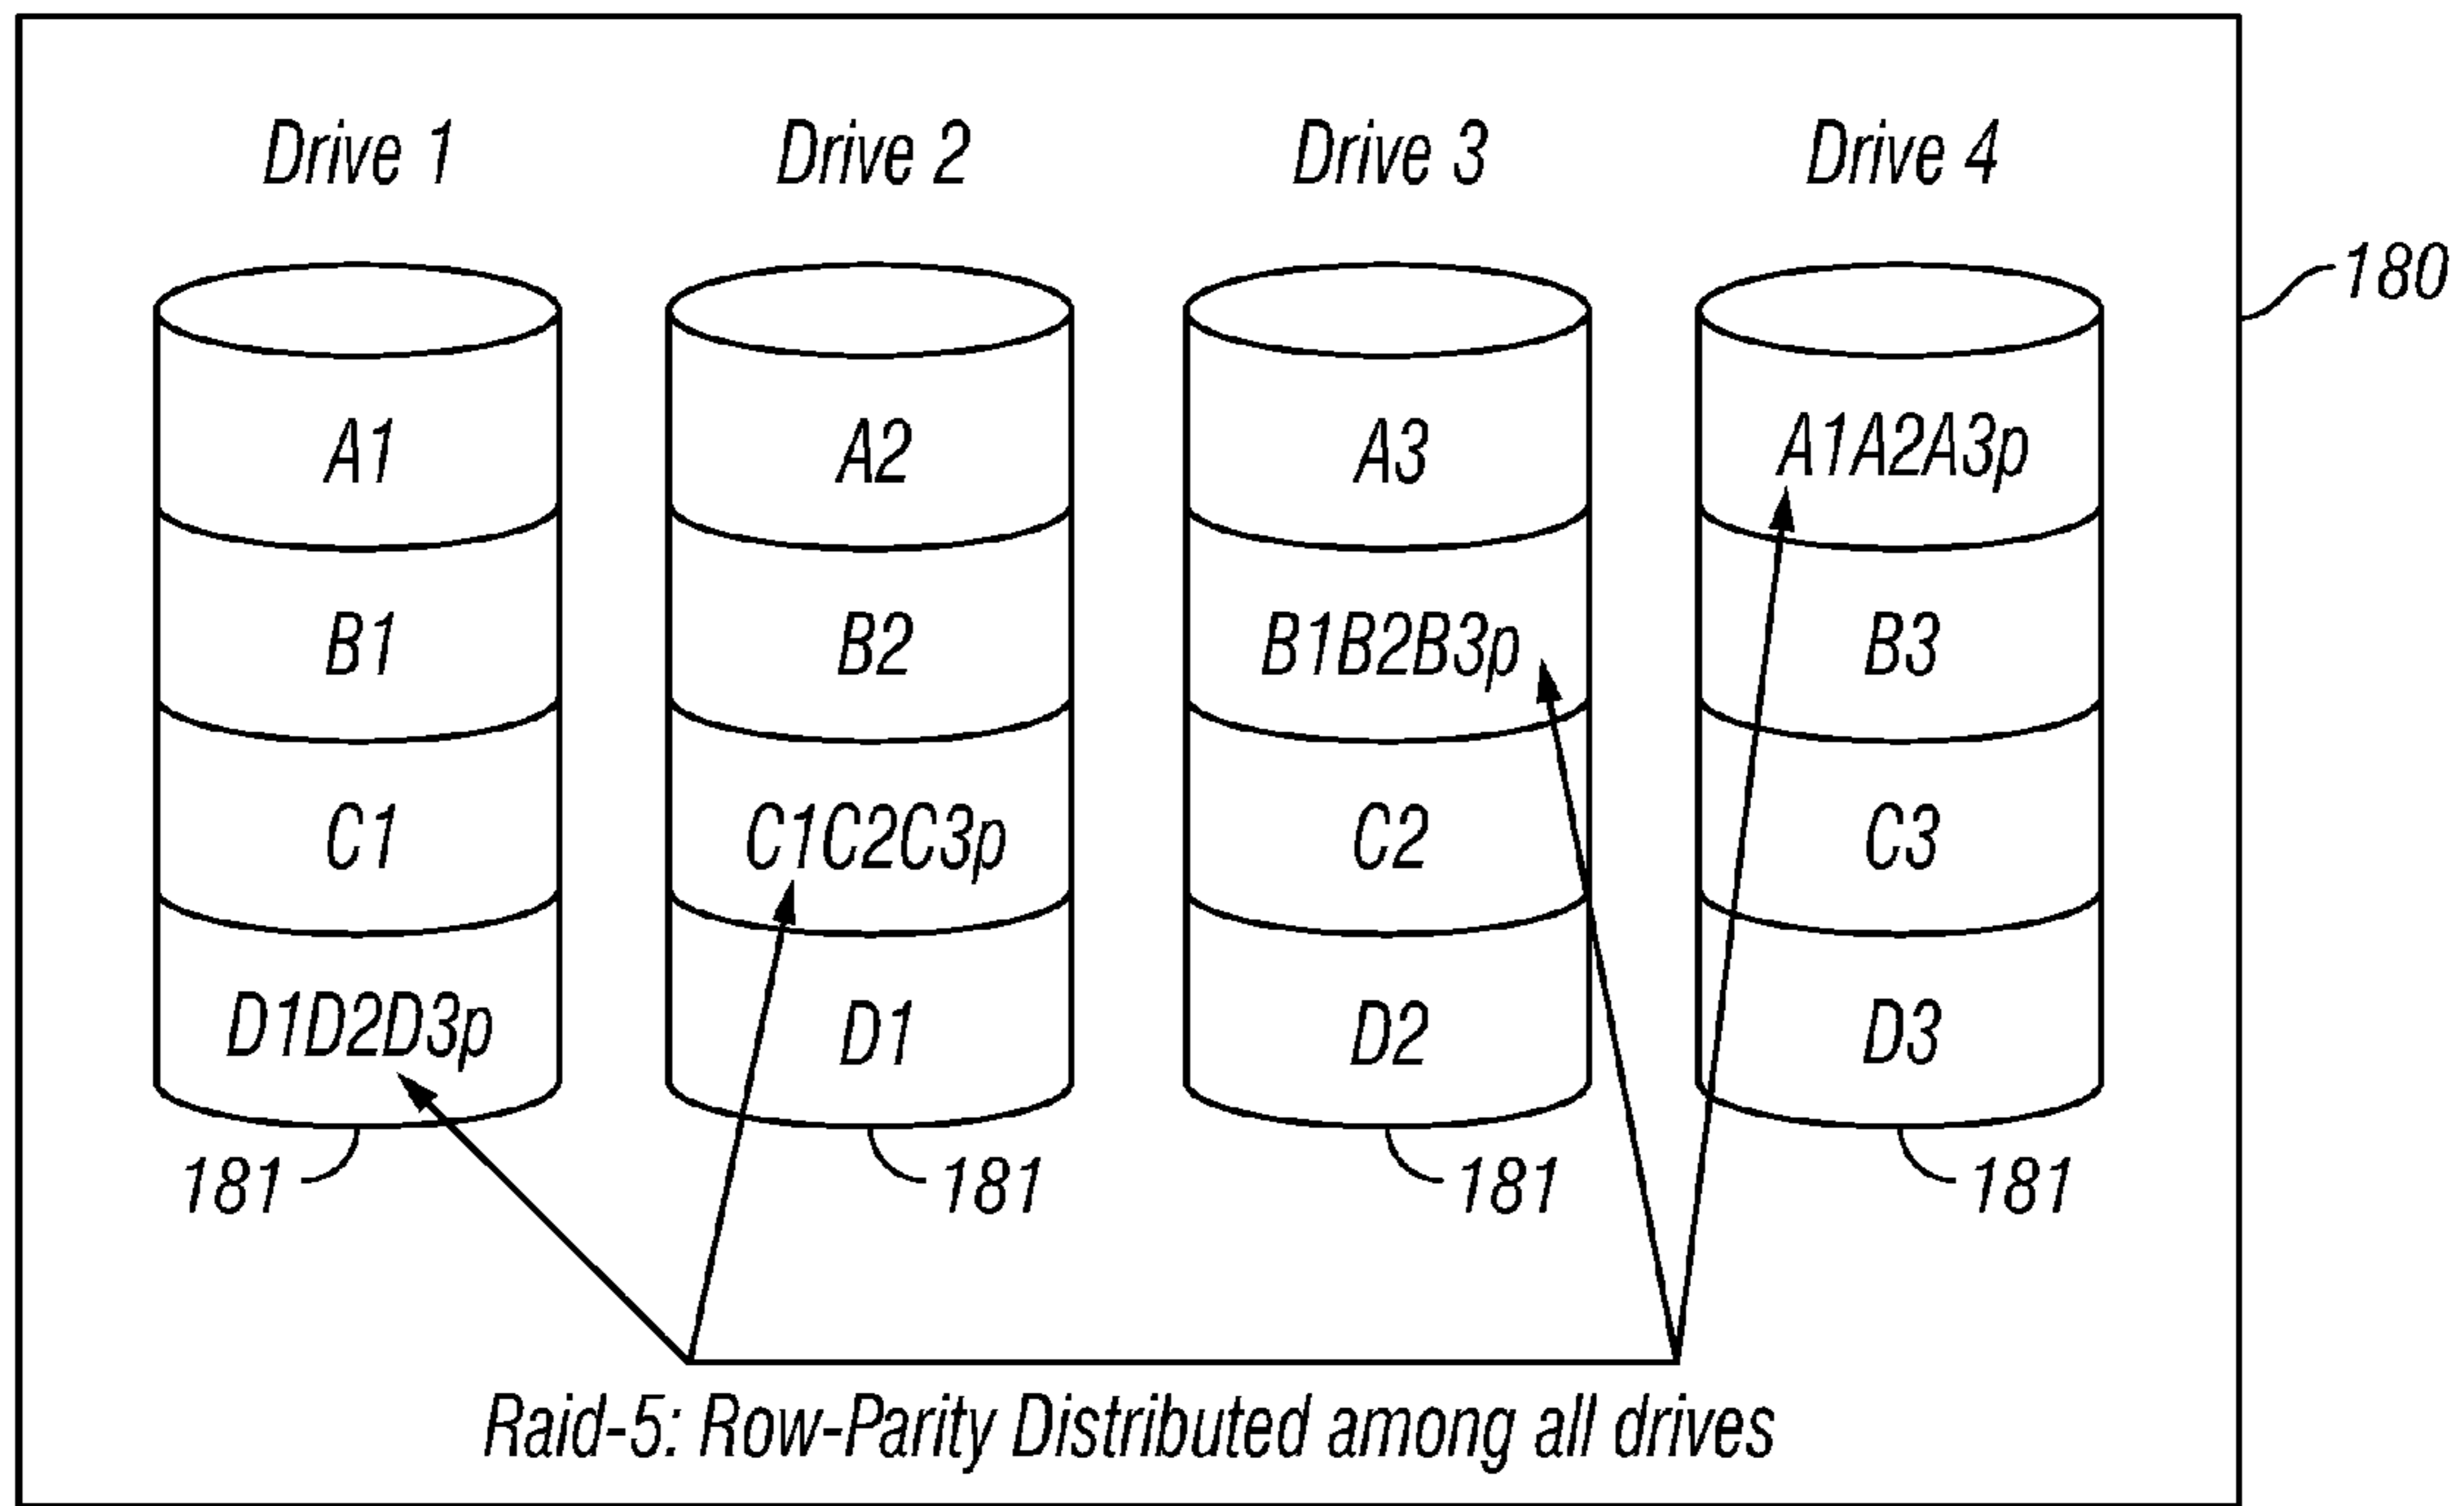 Drive 1 Drive 2 Drive 3 Drive 4
180
A1 A2 A3 A1A2A3p
B1 B2 B1B2B3p B3
C1 C1C2C3p C2 C3
D1D2D3p D1 D2 D3
181 181 181 181
Raid-5: Row-Parity Distributed among all drives